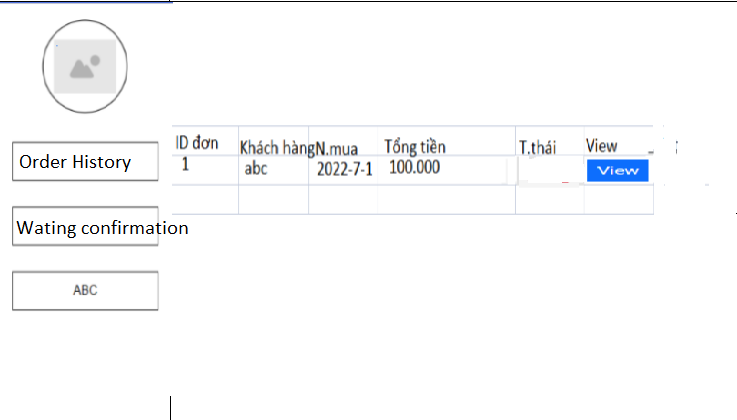 Order History
Wating confirmation
ABC
ID đơn Khách hàng N.mua Tổng tiền T.thái View
1 abc 2022-7-1 100.000 View